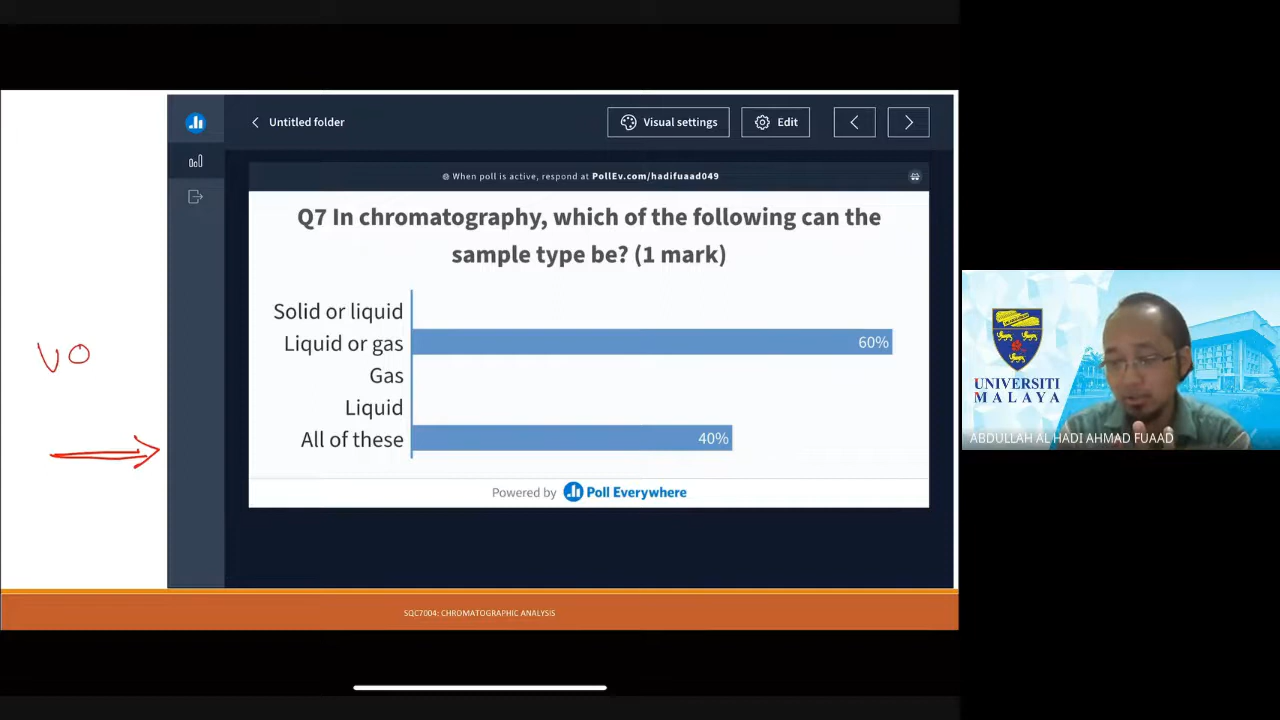 Untitled folder
Visual settings
Edit
When poll is active, respond at PollEv.com/hadifuaad049
Q7 In chromatography, which of the following can the
sample type be? (1 mark)
Solid or liquid
Liquid or gas
60%
Gas
Liquid
All of these
40%
Powered by Poll Everywhere
VO
SQC7004: CHROMATOGRAPHIC ANALYSIS
UNIVERSITI
MALAYA
ABDULLAH AL HADI AHMAD FUAAD